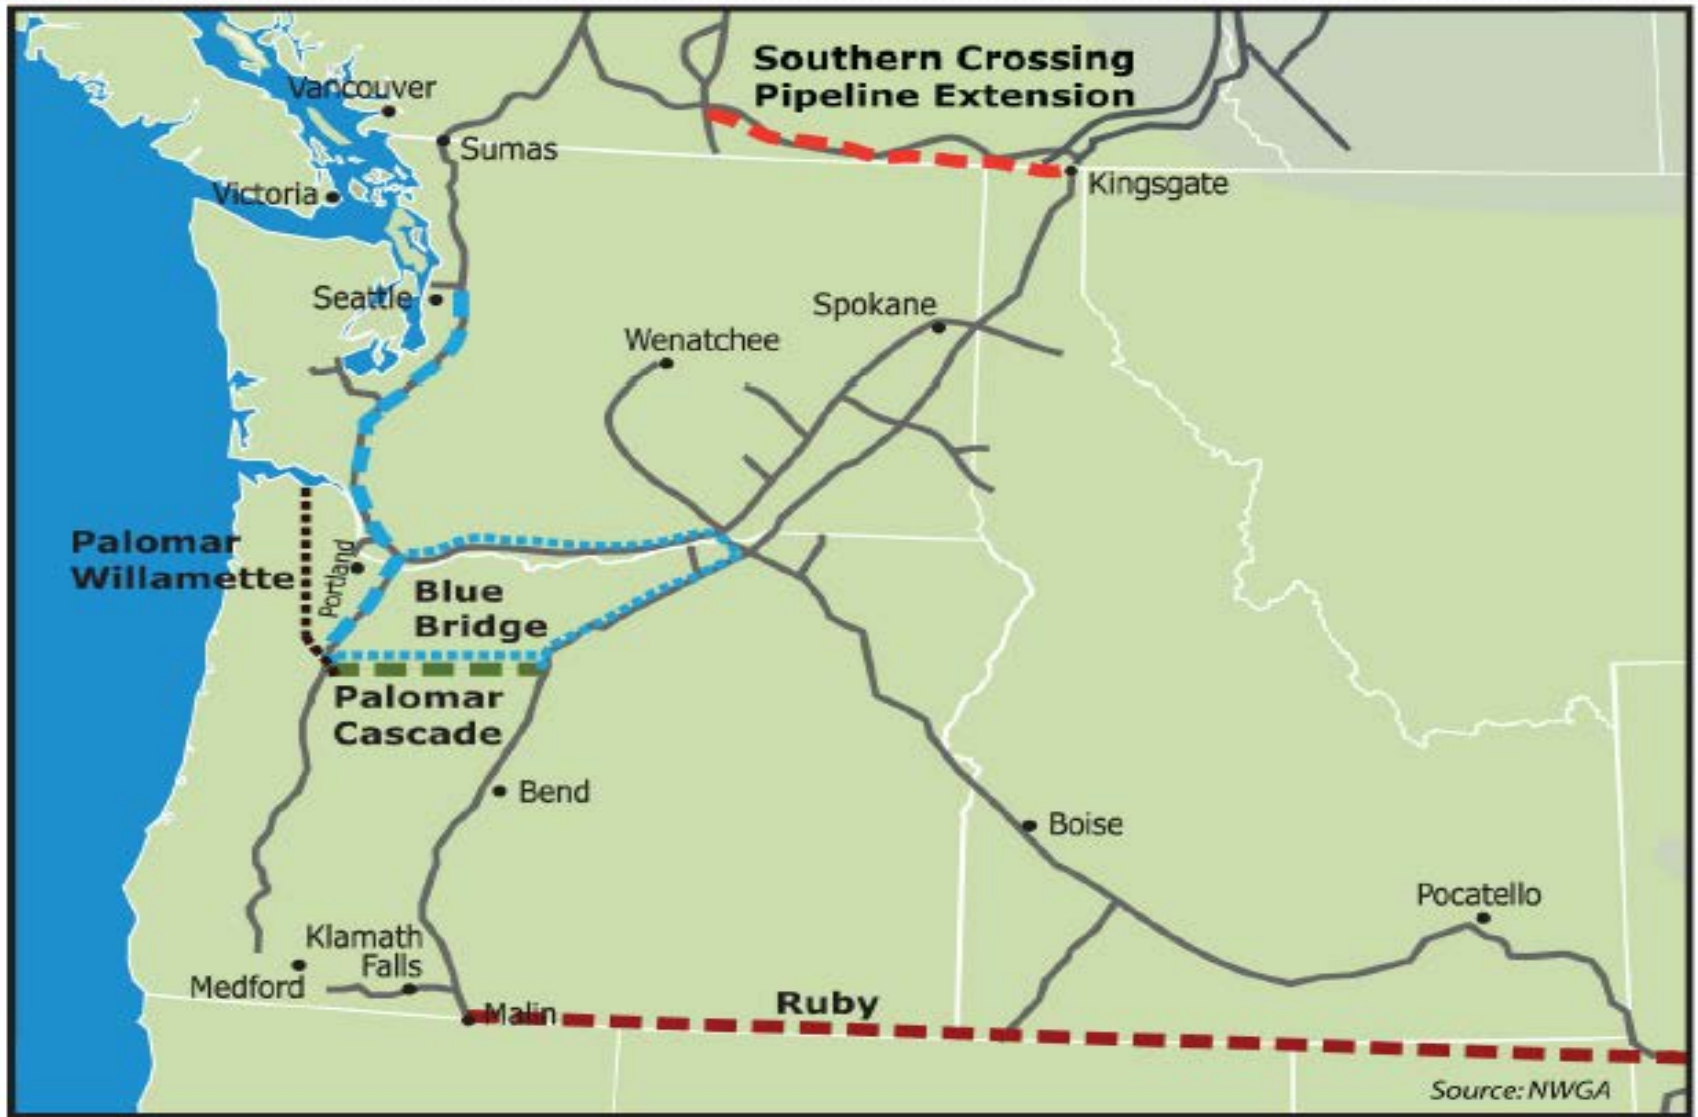 Southern Crossing
Pipeline Extension
Vancouver
Sumas
Kingsgate
Victoria
Seattle
Spokane
Wenatchee
Palomar
Willamette
Portland
Blue
Bridge
Palomar
Cascade
Bend
Boise
Pocatello
Klamath
Falls
Medford
Malin
Ruby
Source: NWGA